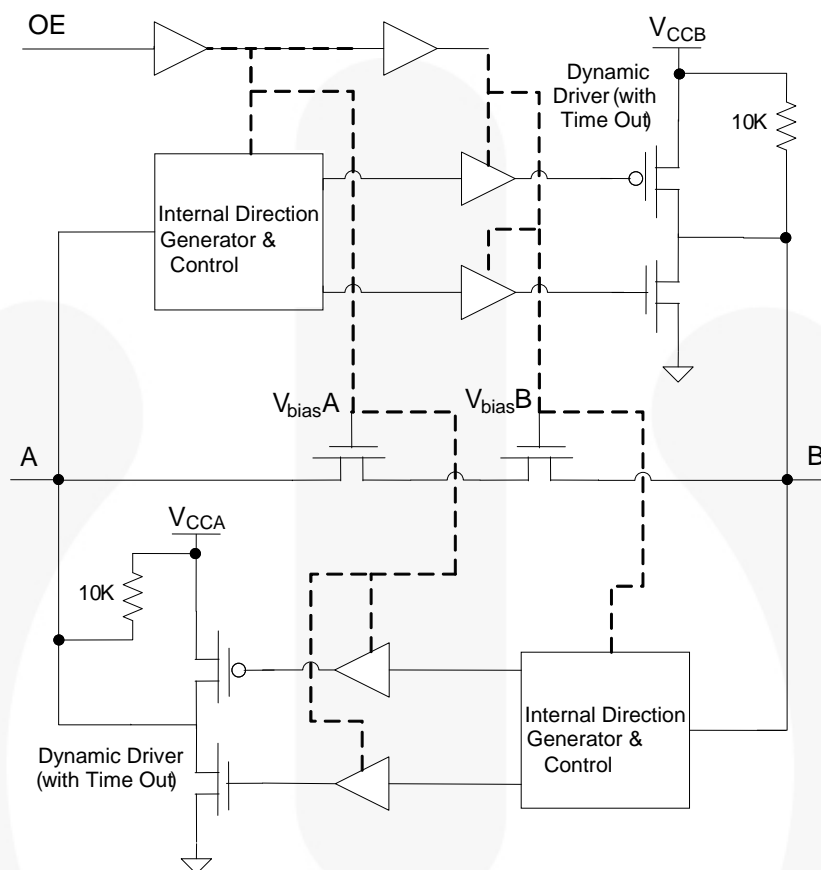 OE
VCCB
Dynamic
Driver (with
Time Out)
10K
Internal Direction
Generator &
Control
VbiasA
VbiasB
A
B
VCCA
10K
Internal Direction
Generator &
Control
Dynamic Driver
(with Time Out)